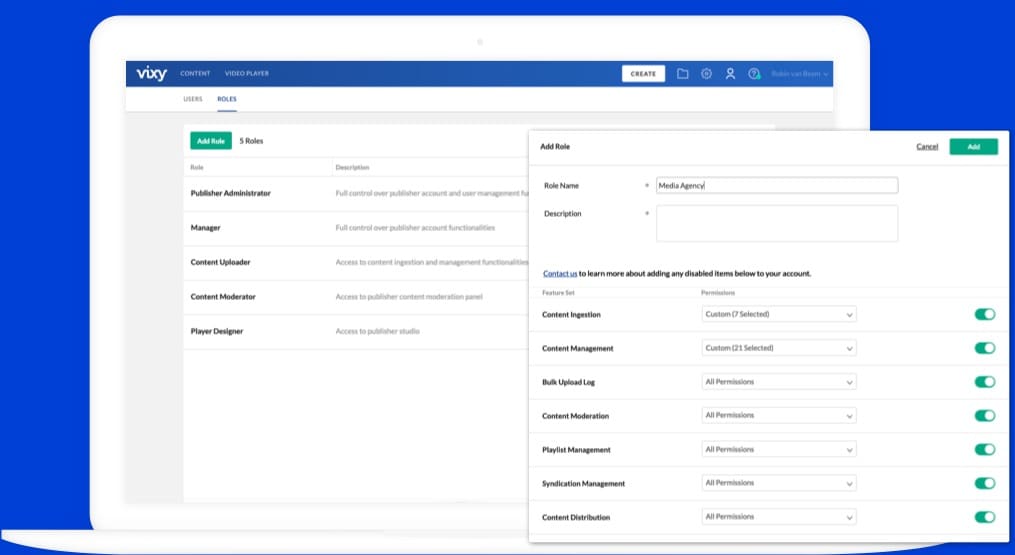 vixy CONTENT VIDEO PLAYER CREATE Robin van Boom
USERS ROLES
Add Role 5 Roles
Role Description
Publisher Administrator Full control over publisher account and user management fu
Manager Full control over publisher account functionalities
Content Uploader Access to content ingestion and management functionalities
Content Moderator Access to publisher content moderation panel
Player Designer Access to publisher studio
Add Role Cancel Add
Role Name * Media Agency
Description *
Contact us to learn more about adding any disabled items below to your account.
Feature Set Permissions
Content Ingestion Custom (7 Selected)
Content Management Custom (21 Selected)
Bulk Upload Log All Permissions
Content Moderation All Permissions
Playlist Management All Permissions
Syndication Management All Permissions
Content Distribution All Permissions